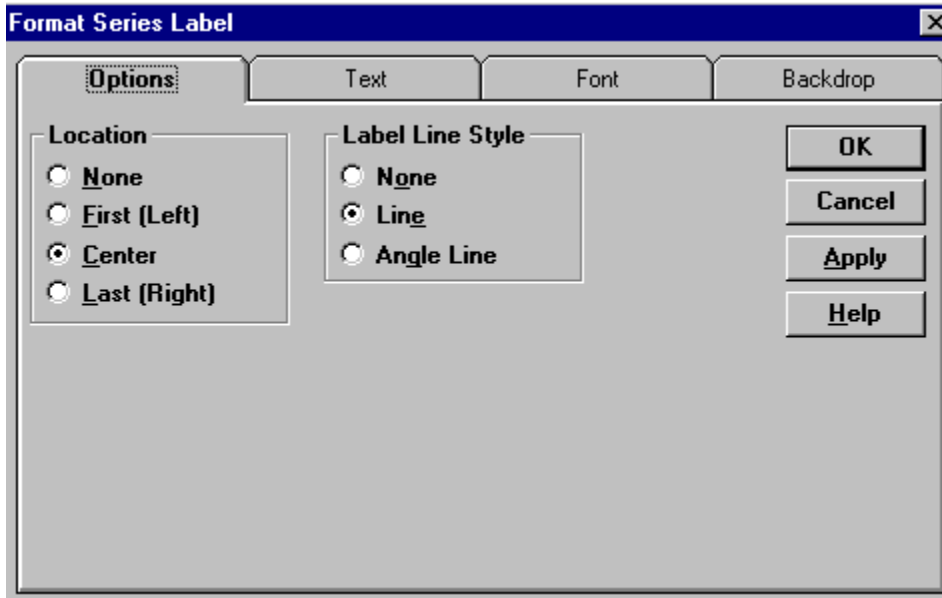 Format Series Label
Options Text Font Backdrop
Location
None
First (Left)
Center
Last (Right)
Label Line Style
None
Line
Angle Line
OK
Cancel
Apply
Help